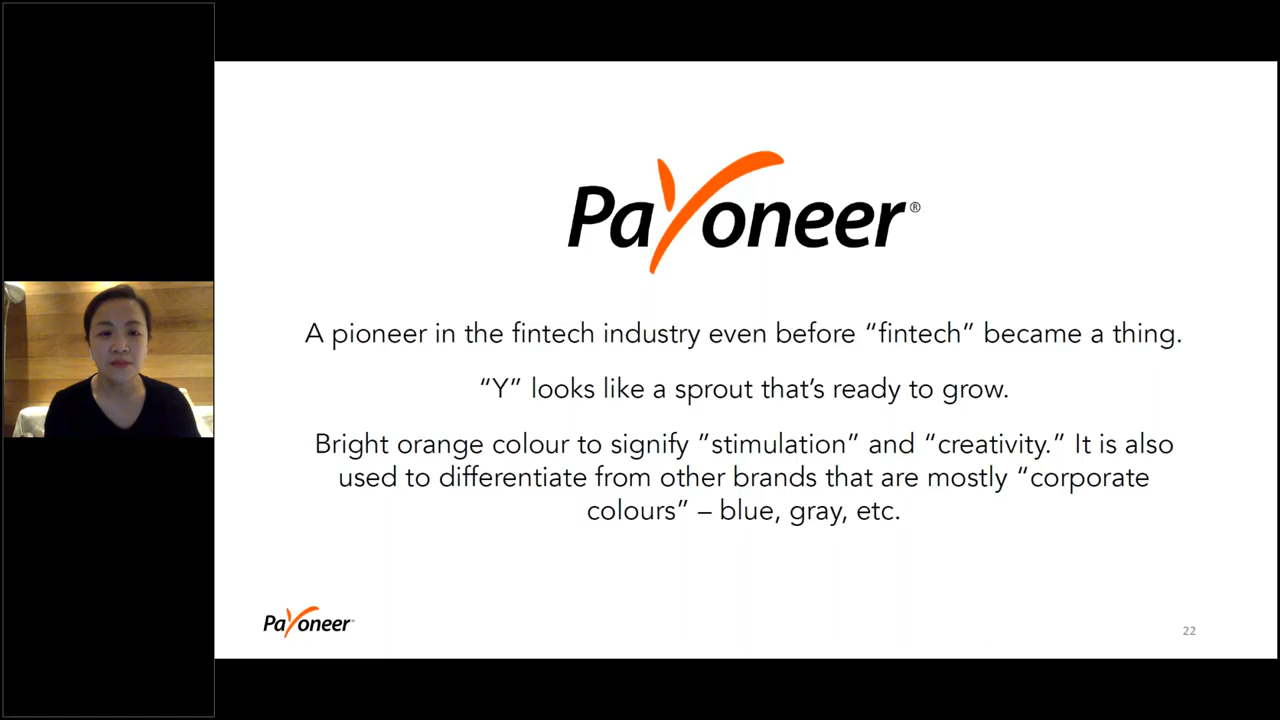 Payoneer®
A pioneer in the fintech industry even before “fintech” became a thing.
“Y” looks like a sprout that’s ready to grow.
Bright orange colour to signify ”stimulation” and “creativity.” It is also
used to differentiate from other brands that are mostly “corporate
colours” – blue, gray, etc.
Payoneer
22